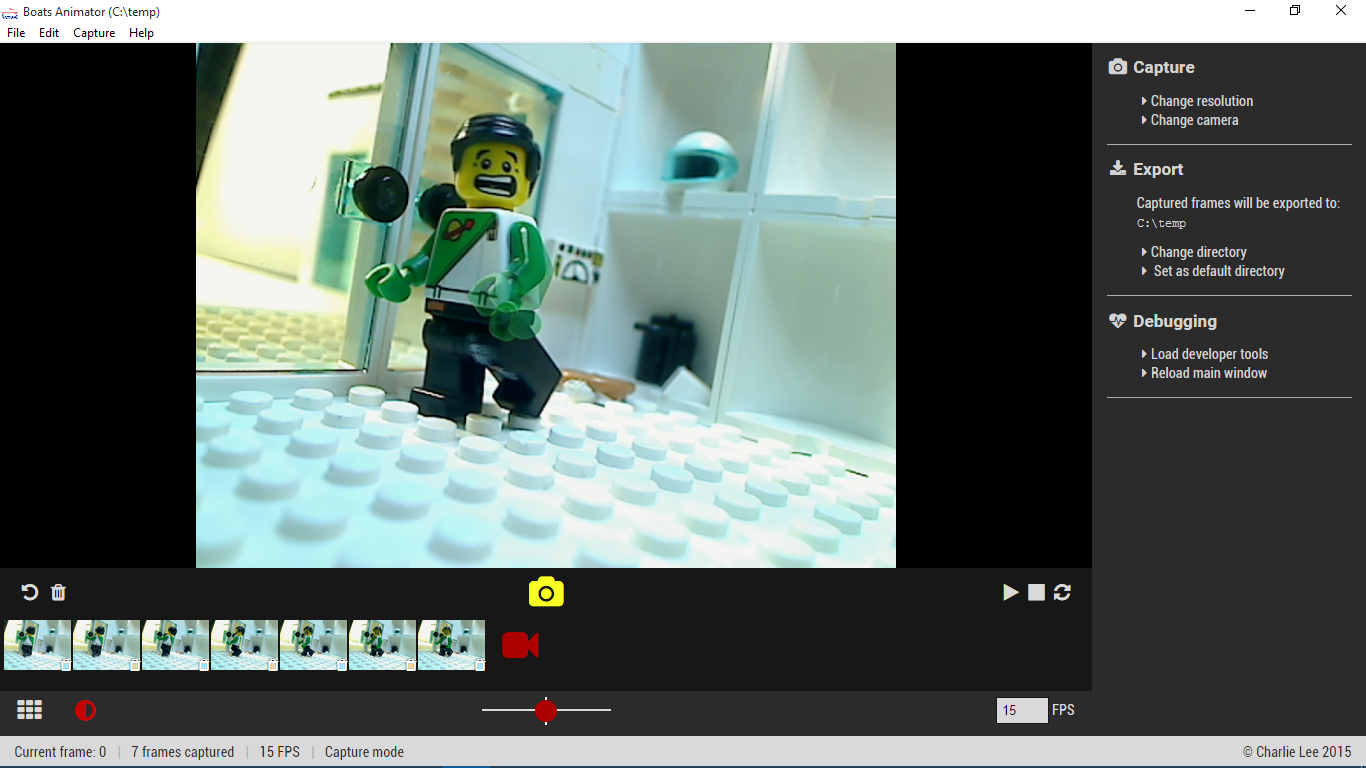 Boats Animator (C:\temp)
File Edit Capture Help
Capture
Change resolution
Change camera
Export
Captured frames will be exported to:
C:\temp
Change directory
Set as default directory
Debugging
Load developer tools
Reload main window
15 FPS
Current frame: 0 | 7 frames captured | 15 FPS | Capture mode
© Charlie Lee 2015